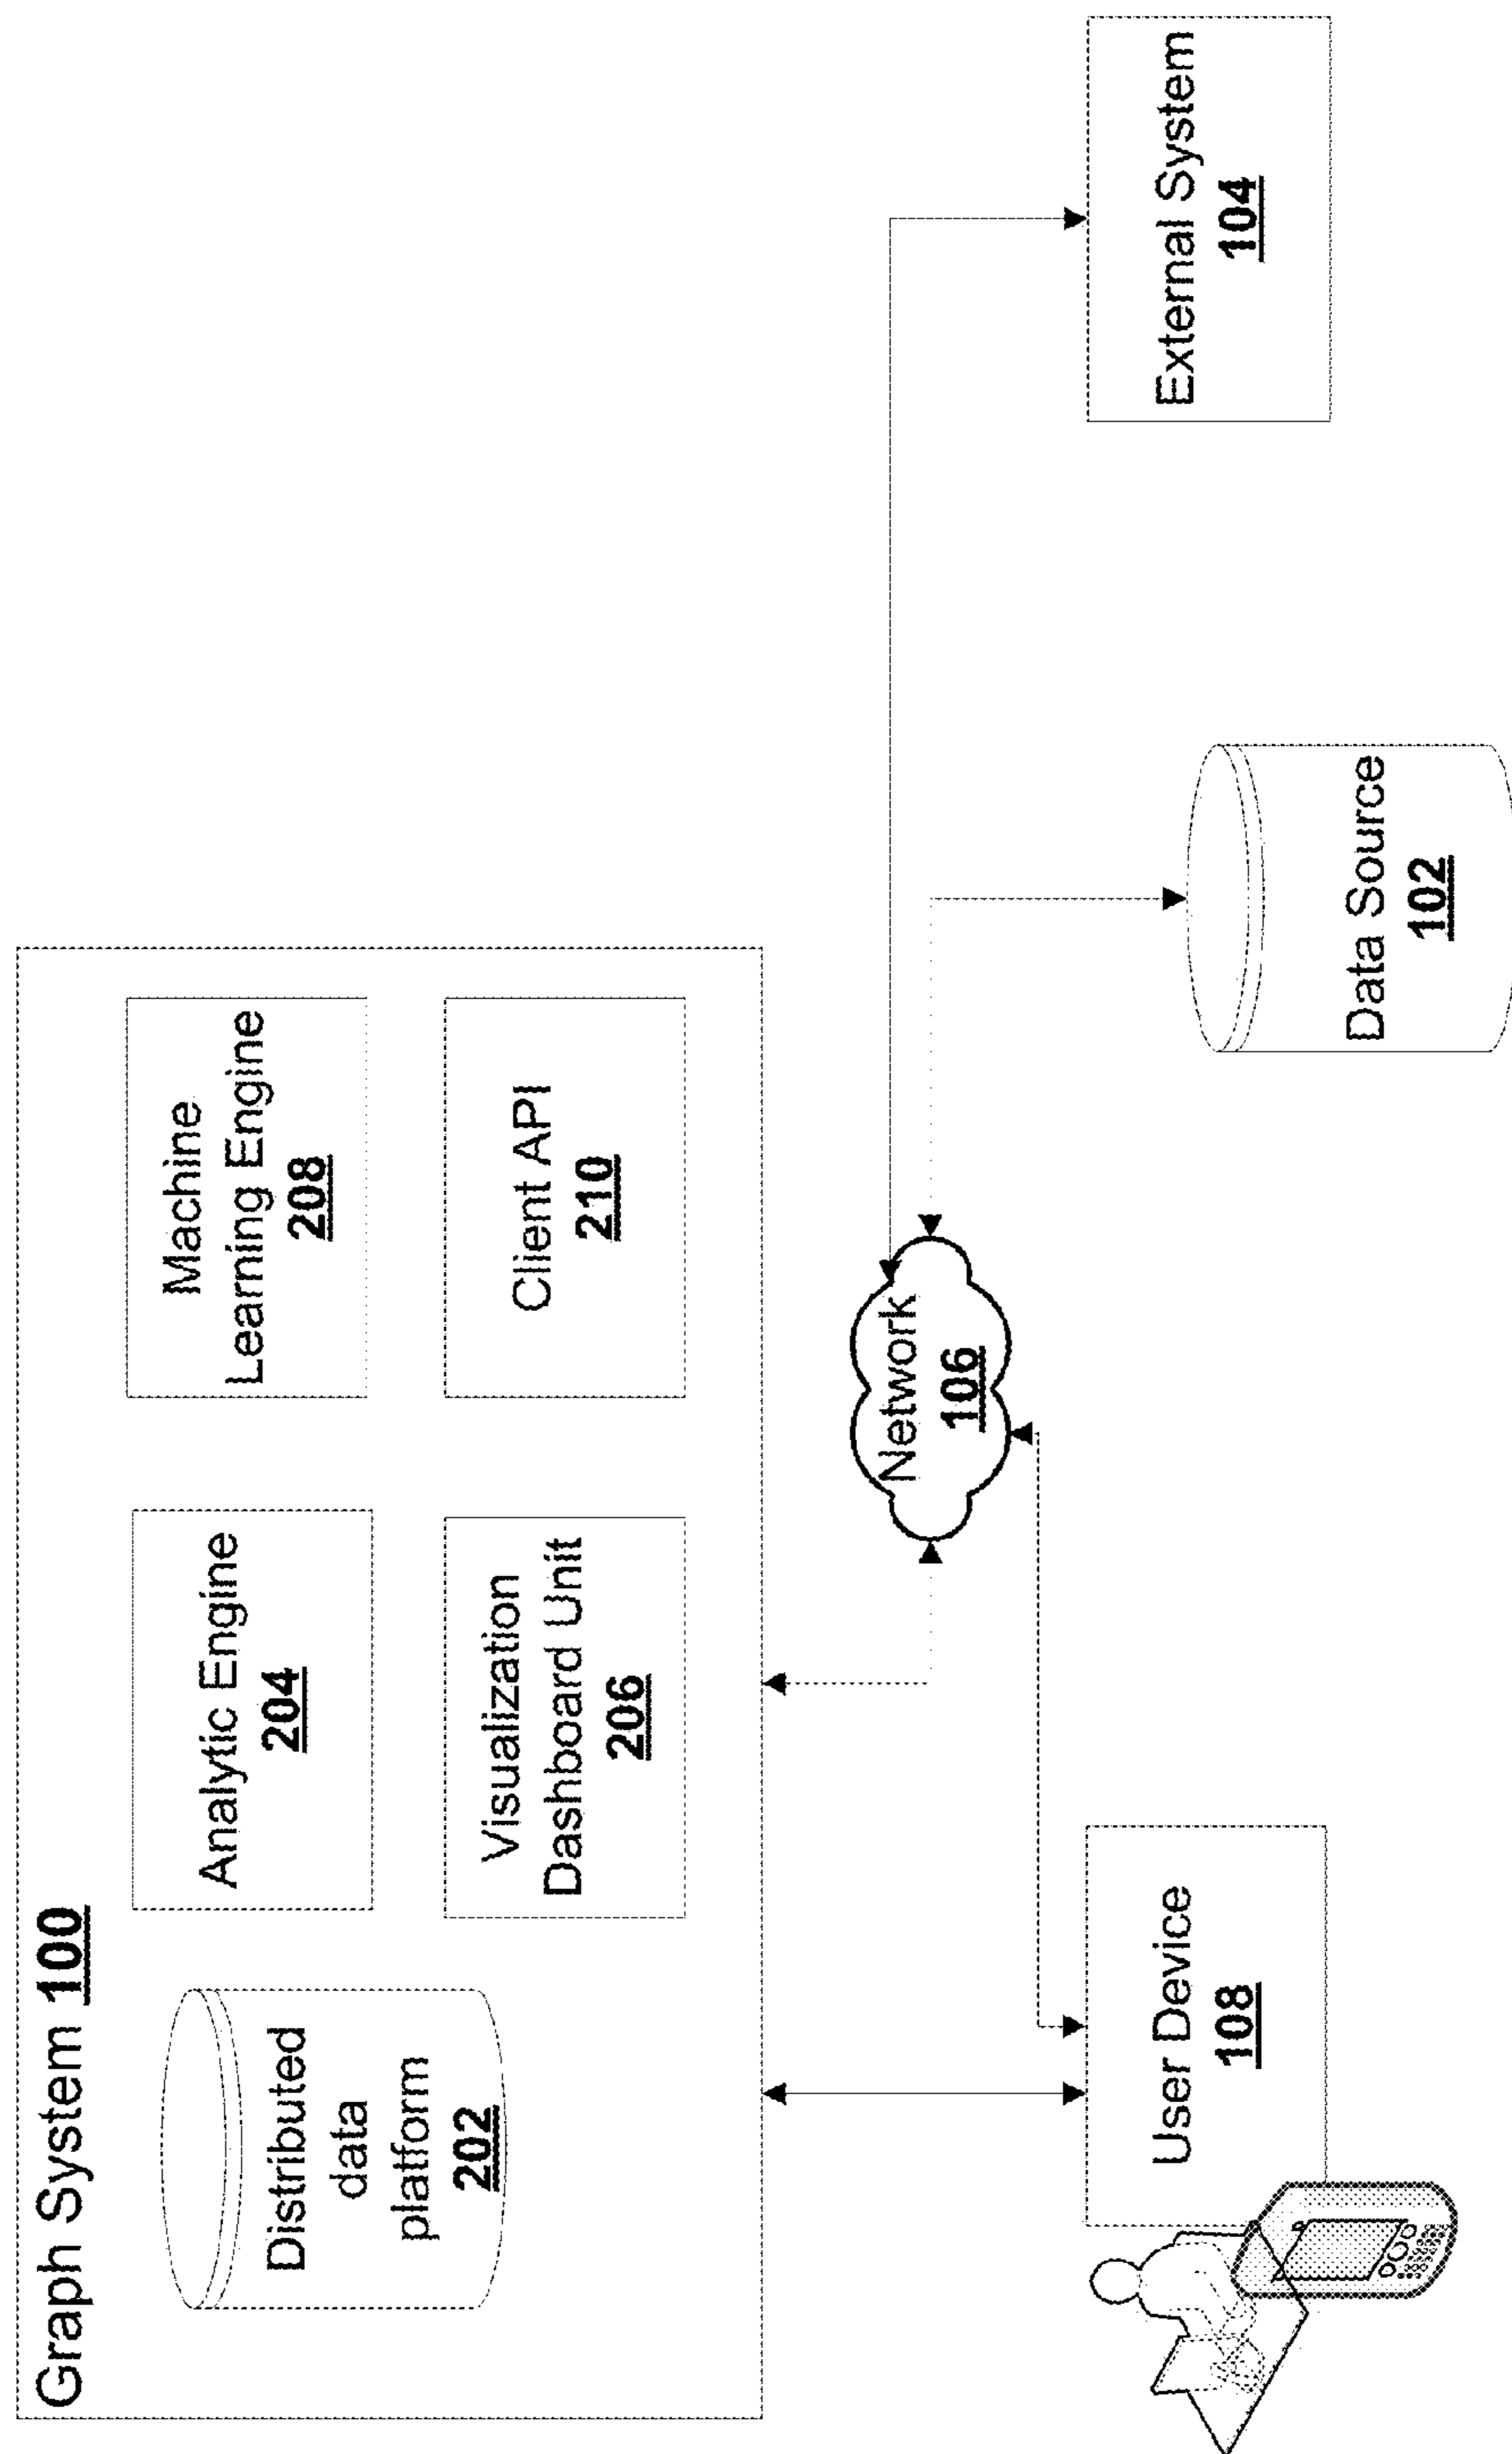 Graph System 100
Distributed
data
platform
202
Analytic Engine
204
Machine
Learning Engine
208
Visualization
Dashboard Unit
206
Client API
210
Network
106
User Device
108
Data Source
102
External System
104